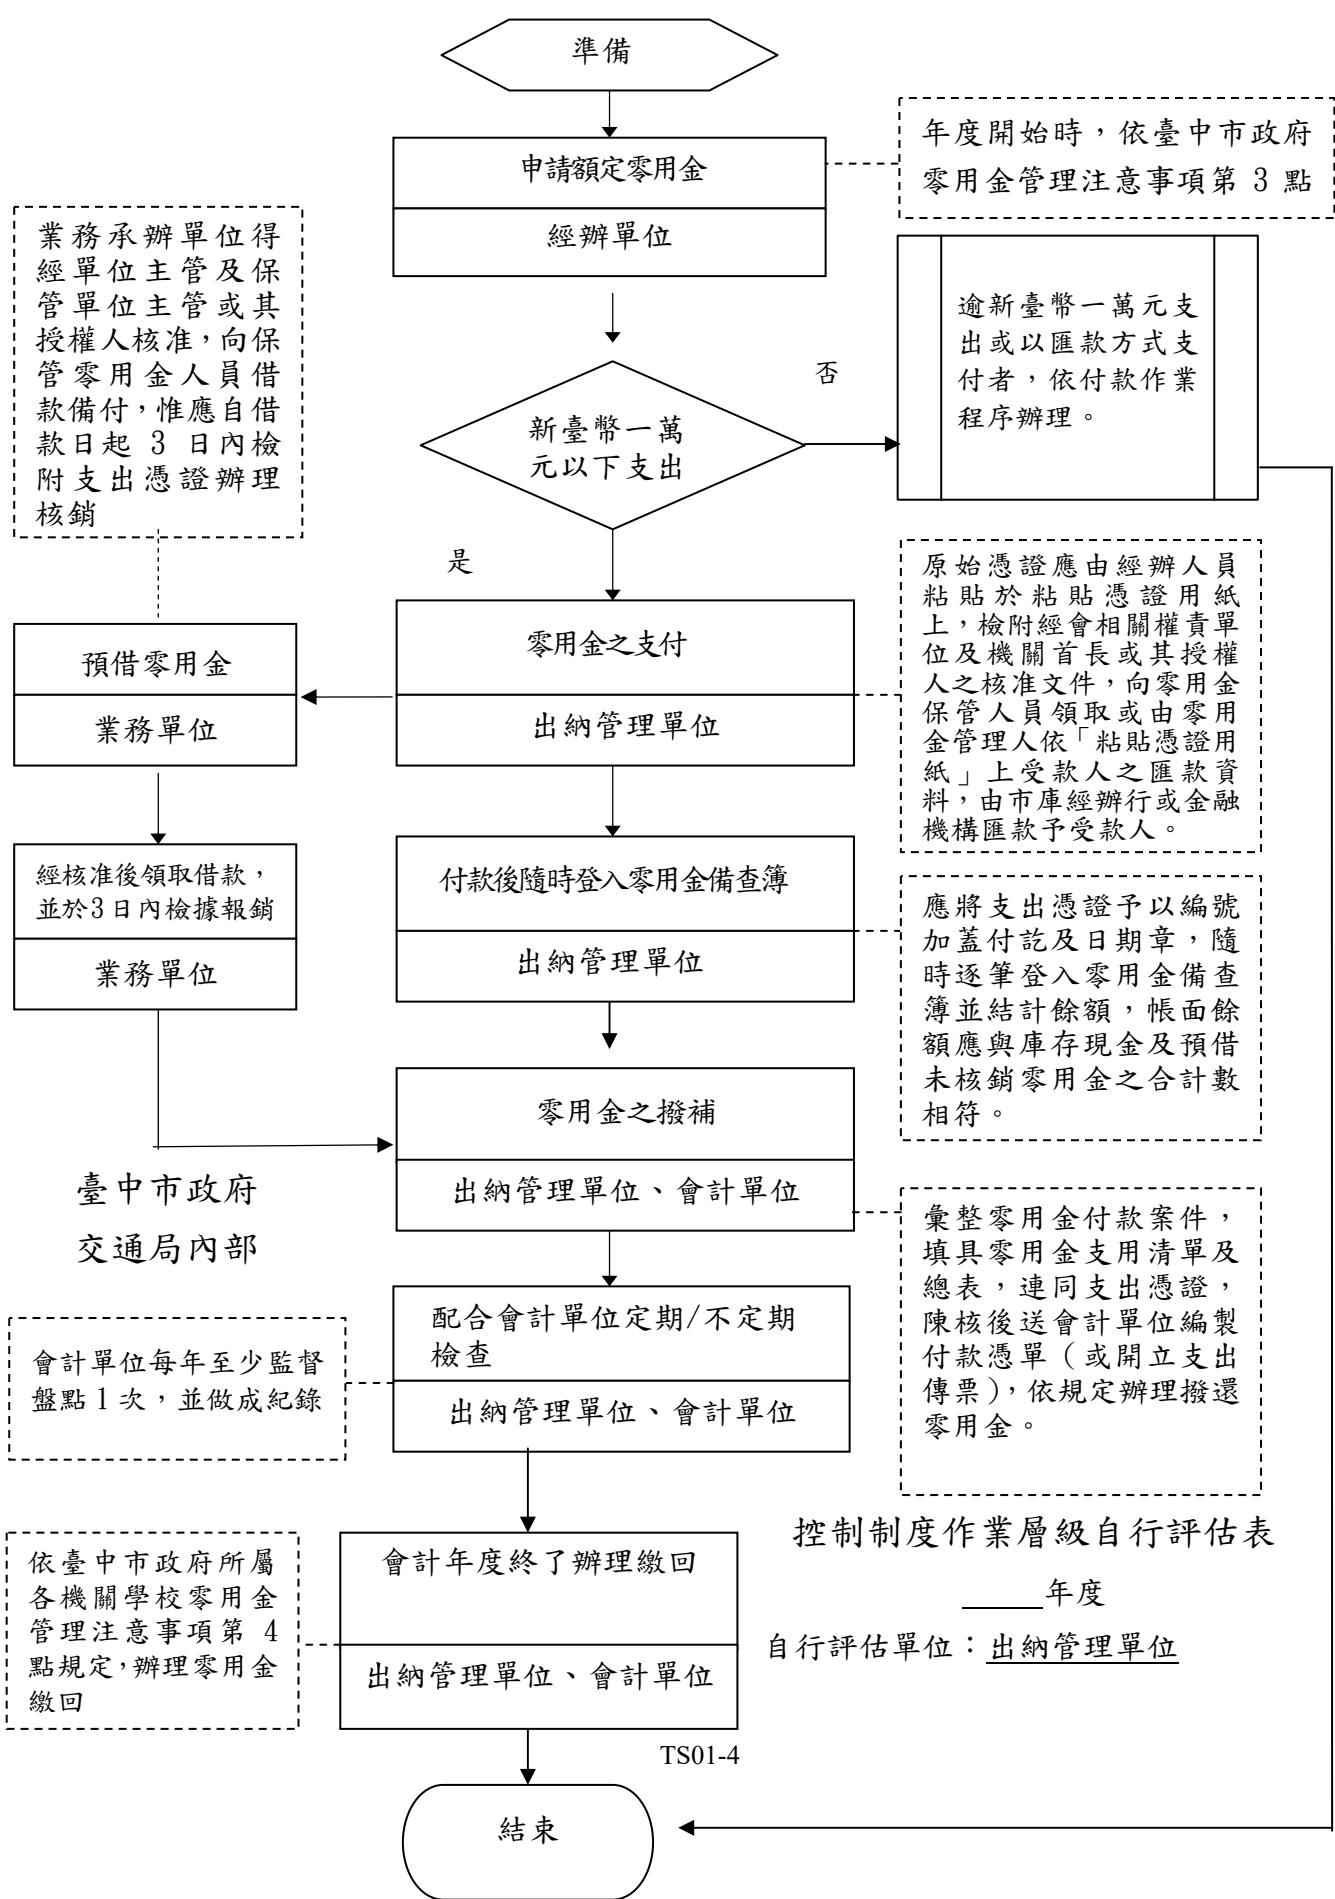 準備
申請額定零用金
經辦單位
年度開始時，依臺中市政府
零用金管理注意事項第 3 點
業務承辦單位得
經單位主管及保
管單位主管或其
授權人核准，向保
管零用金人員借
款備付，惟應自借
款日起 3 日內檢
附支出憑證辦理
核銷
逾新臺幣一萬元支
出或以匯款方式支
付者，依付款作業
程序辦理。
否
新臺幣一萬
元以下支出
是
原始憑證應由經辦人員
粘貼於粘貼憑證用紙
上，檢附經會相關權責單
位及機關首長或其授權
人之核准文件，向零用金
保管人員領取或由零用
金管理人依「粘貼憑證用
紙」上受款人之匯款資
料，由市庫經辦行或金融
機構匯款予受款人。
零用金之支付
出納管理單位
預借零用金
業務單位
經核准後領取借款，
並於3日內檢據報銷
業務單位
付款後隨時登入零用金備查簿
出納管理單位
應將支出憑證予以編號
加蓋付訖及日期章，隨
時逐筆登入零用金備查
簿並結計餘額，帳面餘
額應與庫存現金及預借
未核銷零用金之合計數
相符。
零用金之撥補
出納管理單位、會計單位
臺中市政府
交通局內部
彙整零用金付款案件，
填具零用金支用清單及
總表，連同支出憑證，
陳核後送會計單位編製
付款憑單（或開立支出
傳票），依規定辦理撥還
零用金。
配合會計單位定期/不定期
檢查
出納管理單位、會計單位
會計單位每年至少監督
盤點 1 次，並做成紀錄
控制制度作業層級自行評估表
年度
自行評估單位：出納管理單位
會計年度終了辦理繳回
出納管理單位、會計單位
依臺中市政府所屬
各機關學校零用金
管理注意事項第 4
點規定，辦理零用金
繳回
TS01-4
結束